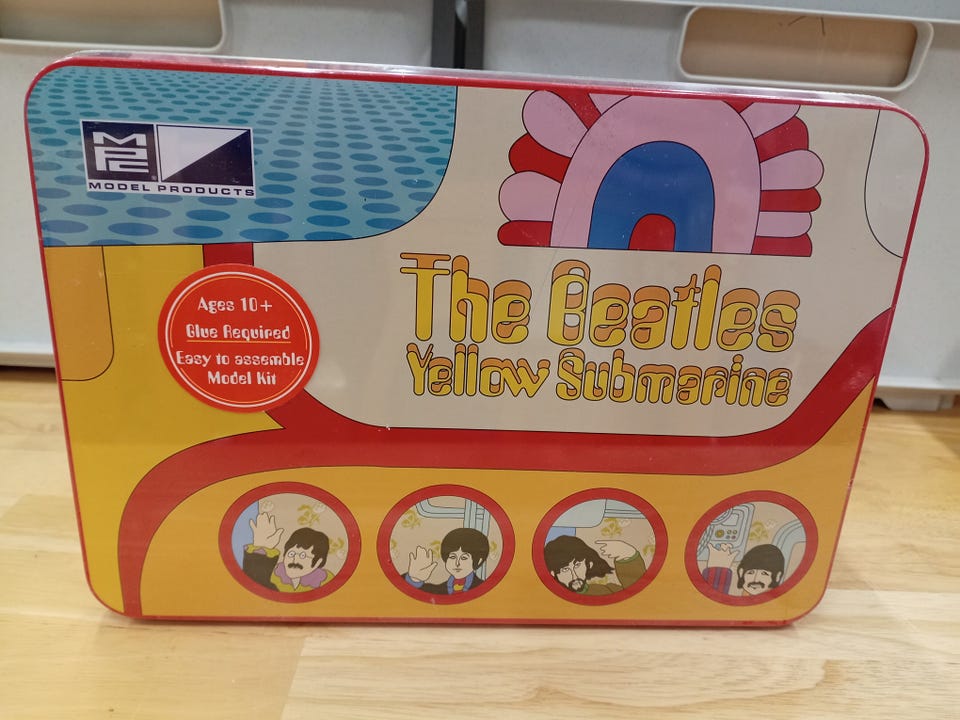 MPC
MODEL PRODUCTS
Ages 10+
Glue Required
Easy to assemble
Model Kit
The Beatles
Yellow Submarine